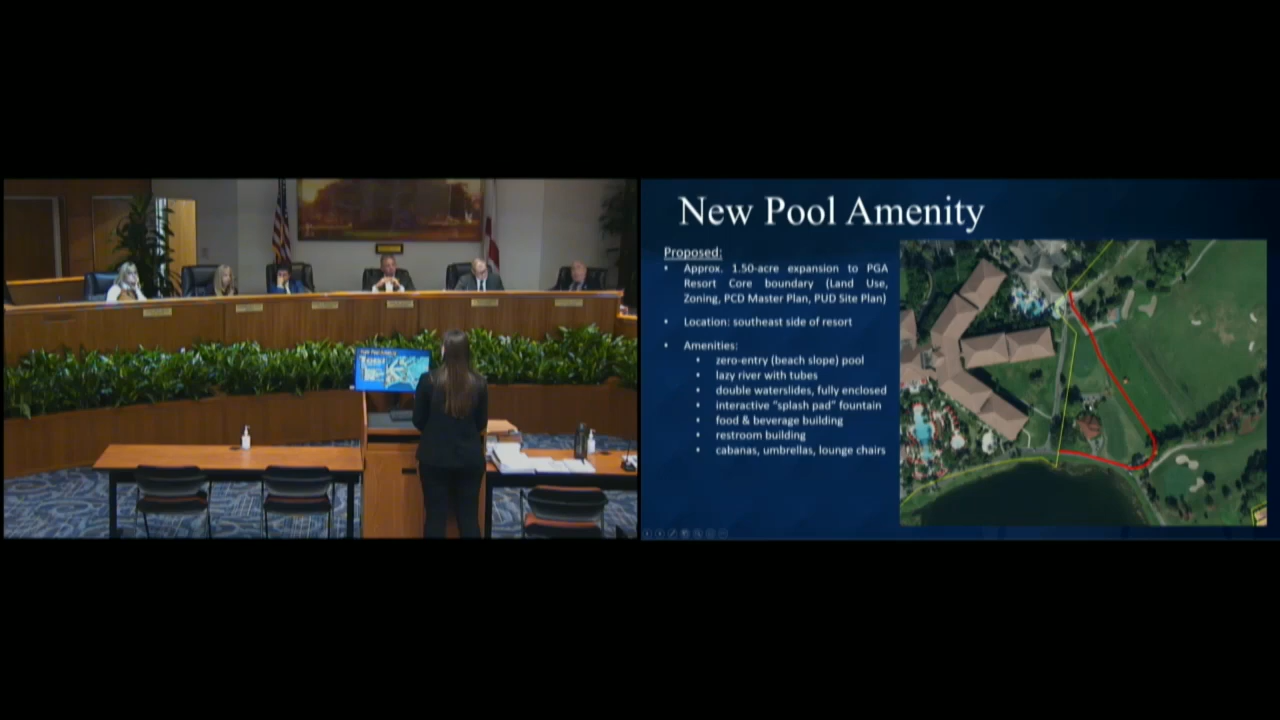 New Pool Amenity
Proposed:
• Approx. 1.50-acre expansion to PGA
Resort Core boundary (Land Use,
Zoning, PCD Master Plan, PUD Site Plan)
• Location: southeast side of resort
• Amenities:
• zero-entry (beach slope) pool
• lazy river with tubes
• double waterslides, fully enclosed
• interactive “splash pad” fountain
• food & beverage building
• restroom building
• cabanas, umbrellas, lounge chairs